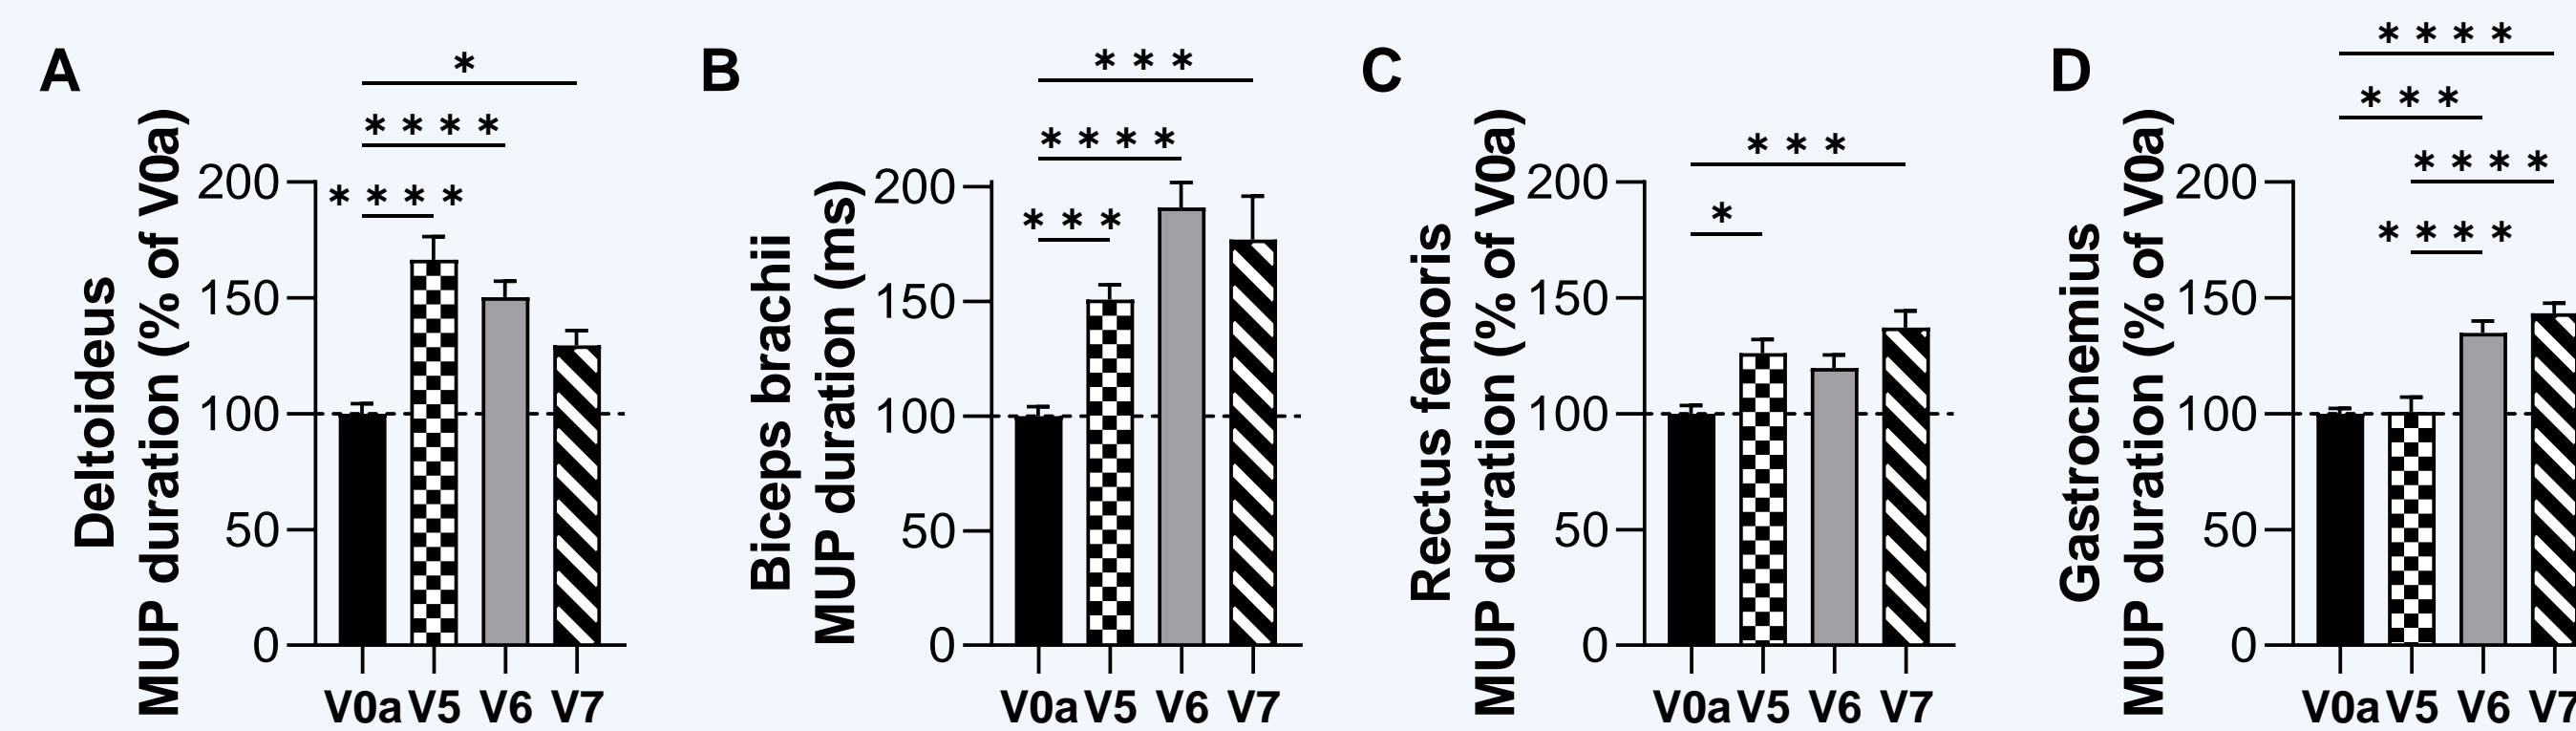 A
Deltoideus
MUP duration (% of V0a)
*
* * * *
* * * *
200
150
100
50
0
V0a V5 V6 V7
B
Biceps brachii
MUP duration (ms)
* * *
* * * *
* * *
200
150
100
50
0
V0a V5 V6 V7
C
Rectus femoris
MUP duration (% of V0a)
* * *
*
200
150
100
50
0
V0a V5 V6 V7
D
Gastrocnemius
MUP duration (% of V0a)
* * * *
* * *
* * * *
* * * *
200
150
100
50
0
V0a V5 V6 V7